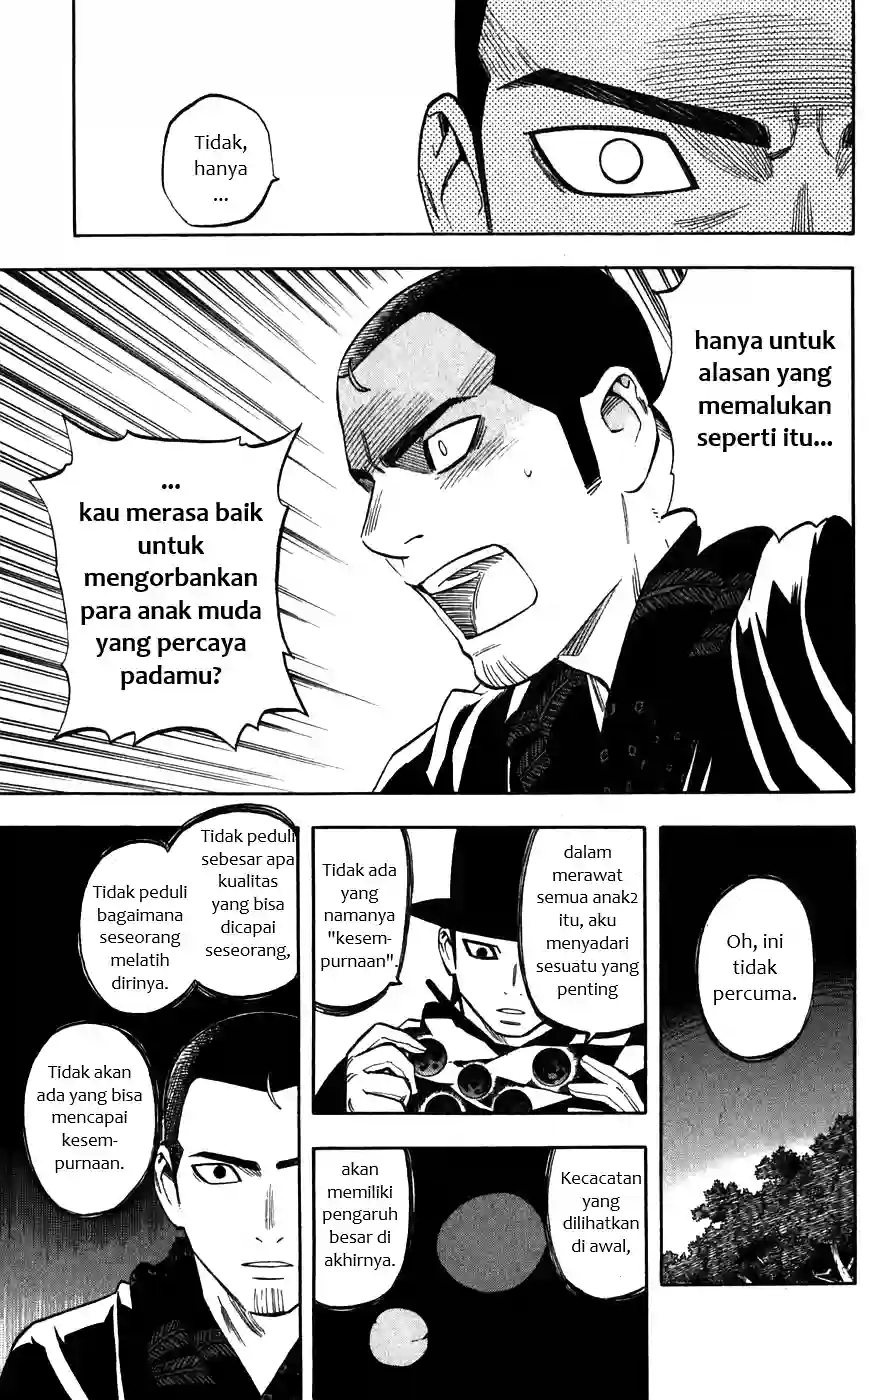 Tidak,
hanya
...
hanya untuk
alasan yang
memalukan
seperti itu...
...
kau merasa baik
untuk
mengorbankan
para anak muda
yang percaya
padamu?
Oh, ini
tidak
percuma.
dalam
merawat
semua anak2
itu, aku
menyadari
sesuatu yang
penting
Tidak ada
yang
namanya
"kesem-
purnaan".
Kecacatan
yang
dilihatkan
di awal,
akan
memiliki
pengaruh
besar di
akhirnya.
Tidak peduli
sebesar apa
kualitas
yang bisa
dicapai
seseorang,
Tidak peduli
bagaimana
seseorang
melatih
dirinya.
Tidak akan
ada yang bisa
mencapai
kesem-
purnaan.